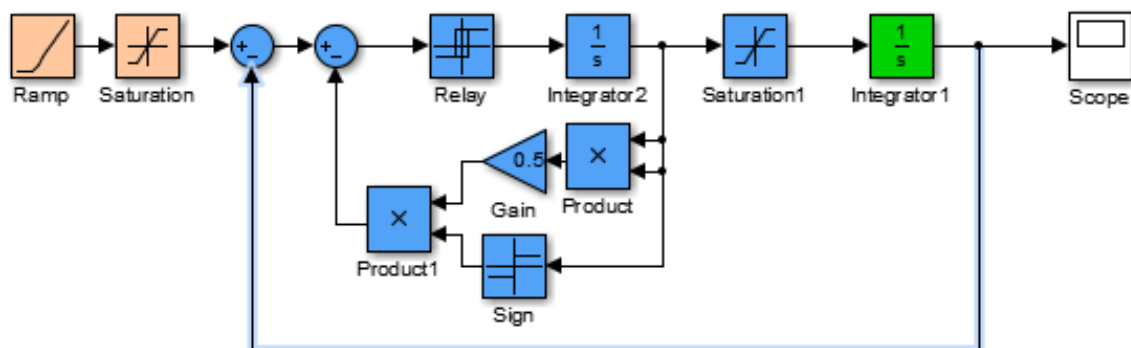 1
s
1
s
Ramp
Saturation
Relay
Integrator2
Saturation1
Integrator1
Scope
0.5
×
Gain
Product
×
Product1
Sign